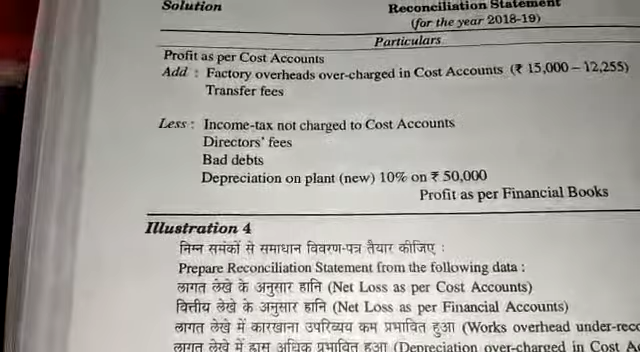 Solution
Reconciliation Statement
(for the year 2018-19)
Particulars
Profit as per Cost Accounts
Add : Factory overheads over-charged in Cost Accounts (₹ 15,000 – 12,255)
Transfer fees
Less : Income-tax not charged to Cost Accounts
Directors' fees
Bad debts
Depreciation on plant (new) 10% on ₹ 50,000
Profit as per Financial Books
Illustration 4
निम्न समंकों से समाधान विवरण-पत्र तैयार कीजिए :
Prepare Reconciliation Statement from the following data :
लागत लेखे के अनुसार हानि (Net Loss as per Cost Accounts)
वित्तीय लेखे के अनुसार हानि (Net Loss as per Financial Accounts)
लागत लेखे में कारखाना उपरिव्यय कम प्रभावित हुआ (Works overhead under-reco
लागत लेखे में ह्रास अधिक प्रभावित हुआ (Depreciation over-charged in Cost A